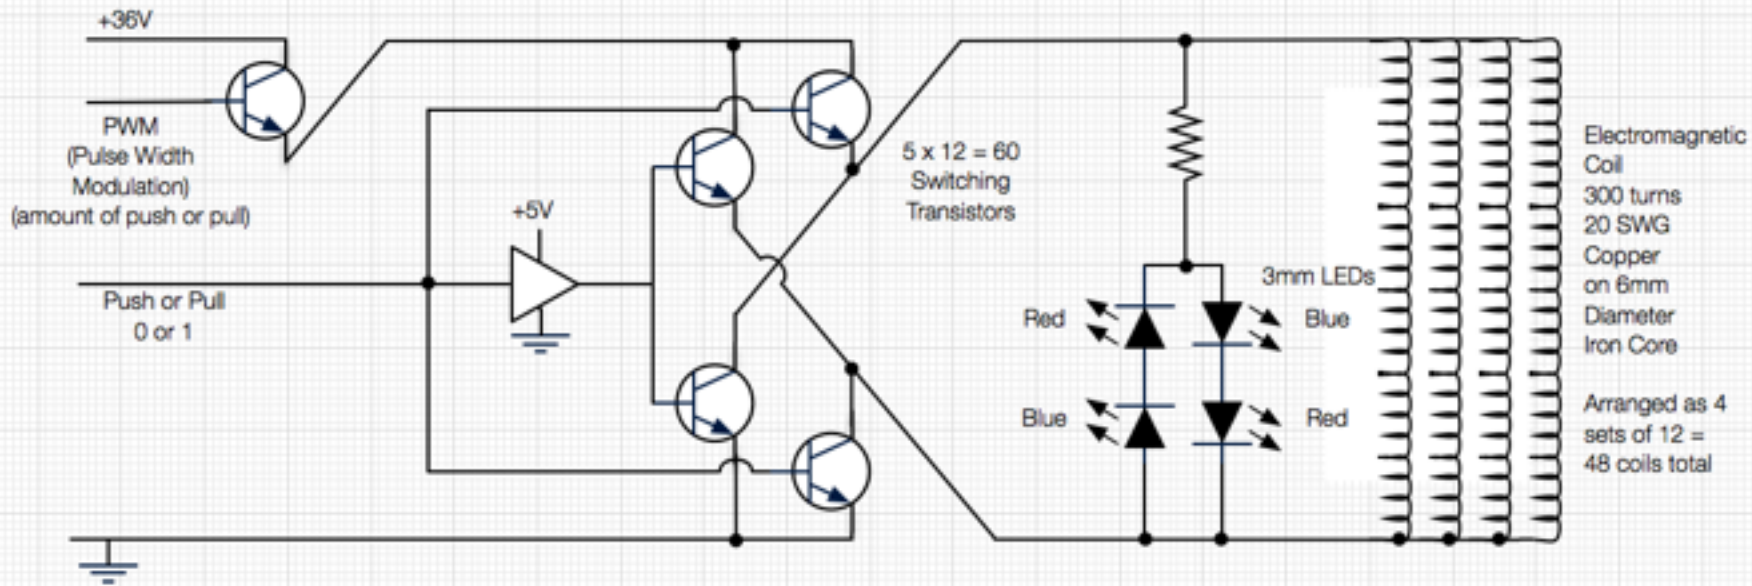 +36V
PWM
(Pulse Width
Modulation)
(amount of push or pull)
Push or Pull
0 or 1
+5V
5 x 12 = 60
Switching
Transistors
3mm LEDs
Red
Blue
Blue
Red
Electromagnetic
Coil
300 turns
20 SWG
Copper
on 6mm
Diameter
Iron Core
Arranged as 4
sets of 12 =
48 coils total